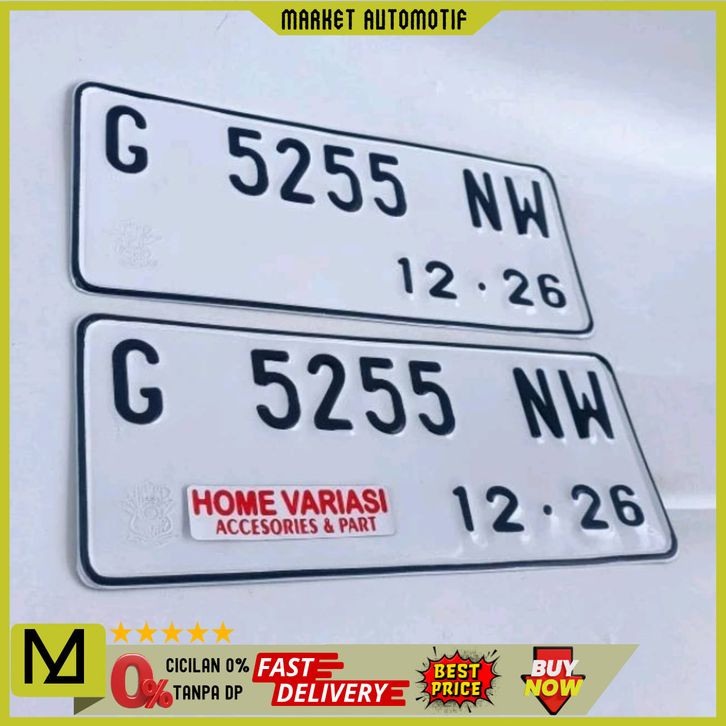 MARKET AUTOMOTIF
G 5255 NW
12·26
G 5255 NW
HOME VARIASI
ACCESORIES & PART
12·26
M
0%
CICILAN 0%
TANPA DP
FAST
DELIVERY
BEST
PRICE
BUY
NOW